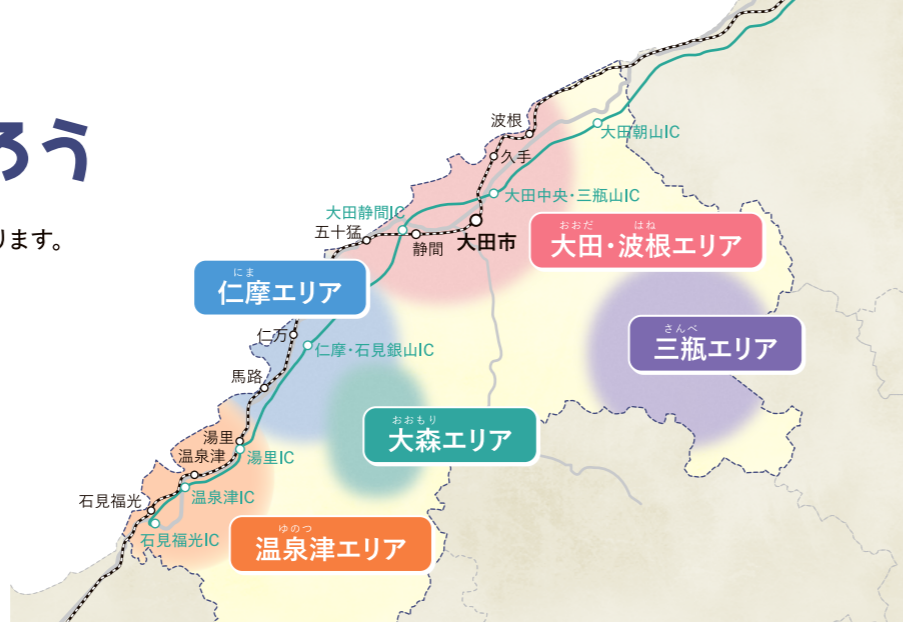 ろう
ります。
波根
久手
大田朝山IC
大田中央・三瓶山IC
大田静間IC
五十猛
静間
大田市
おおだ はね
大田・波根エリア
にま
仁摩エリア
さんべ
三瓶エリア
仁万
仁摩・石見銀山IC
馬路
おおもり
大森エリア
湯里
湯里IC
温泉津
温泉津IC
石見福光
石見福光IC
ゆのつ
温泉津エリア